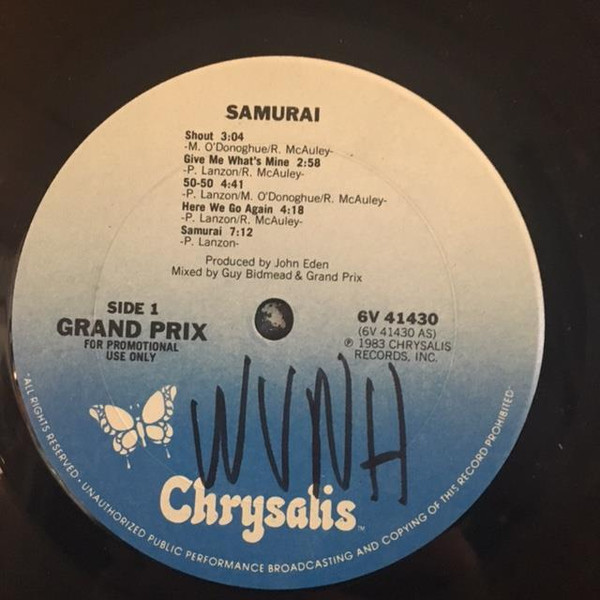 SAMURAI
Shout 3:04
-M. O'Donoghue/R. McAuley-
Give Me What's Mine 2:58
-P. Lanzon/R. McAuley-
50-50 4:41
-P. Lanzon/M. O'Donoghue/R. McAuley-
Here We Go Again 4:18
-P. Lanzon/R. McAuley-
Samurai 7:12
-P. Lanzon-
Produced by John Eden
Mixed by Guy Bidmead & Grand Prix
SIDE 1
GRAND PRIX
FOR PROMOTIONAL
USE ONLY
6V 41430
(6V 41430 AS)
℗ 1983 CHRYSALIS
RECORDS, INC.
WVNH
Chrysalis™
ALL RIGHTS RESERVED · UNAUTHORIZED PUBLIC PERFORMANCE BROADCASTING AND COPYING OF THIS RECORD PROHIBITED